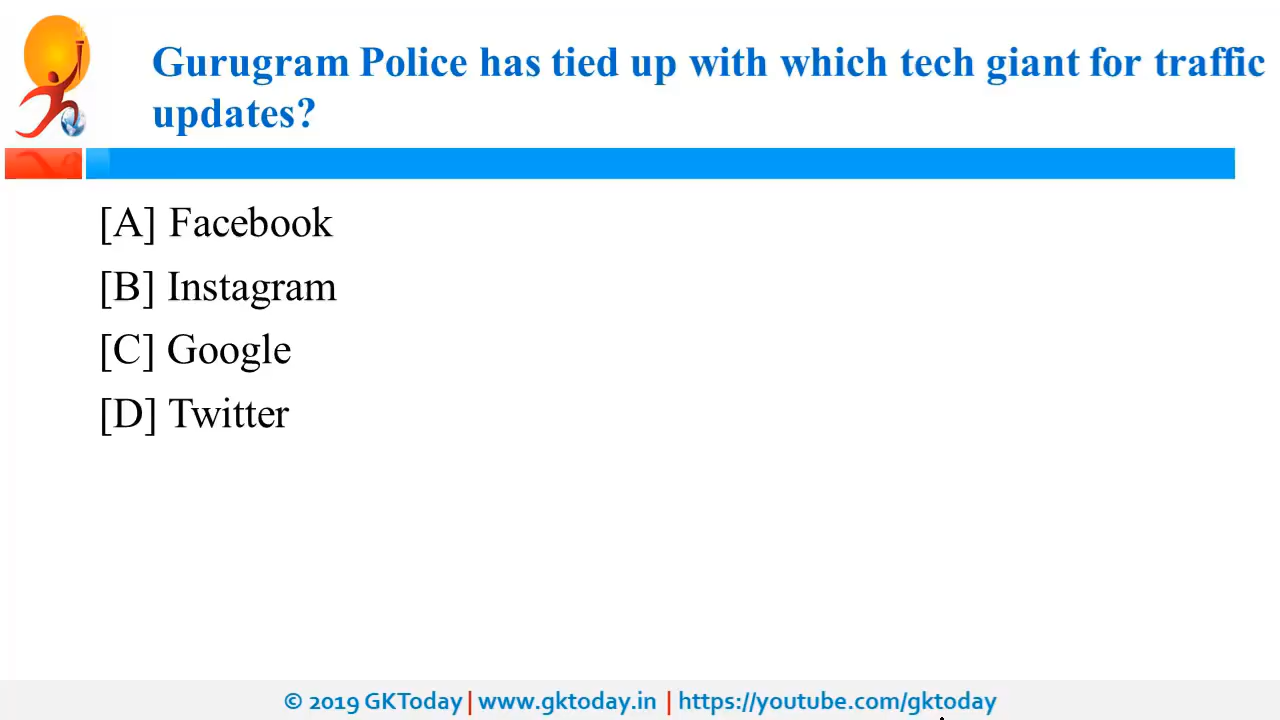 Gurugram Police has tied up with which tech giant for traffic
updates?
[A] Facebook
[B] Instagram
[C] Google
[D] Twitter
© 2019 GKToday | www.gktoday.in | https://youtube.com/gktoday